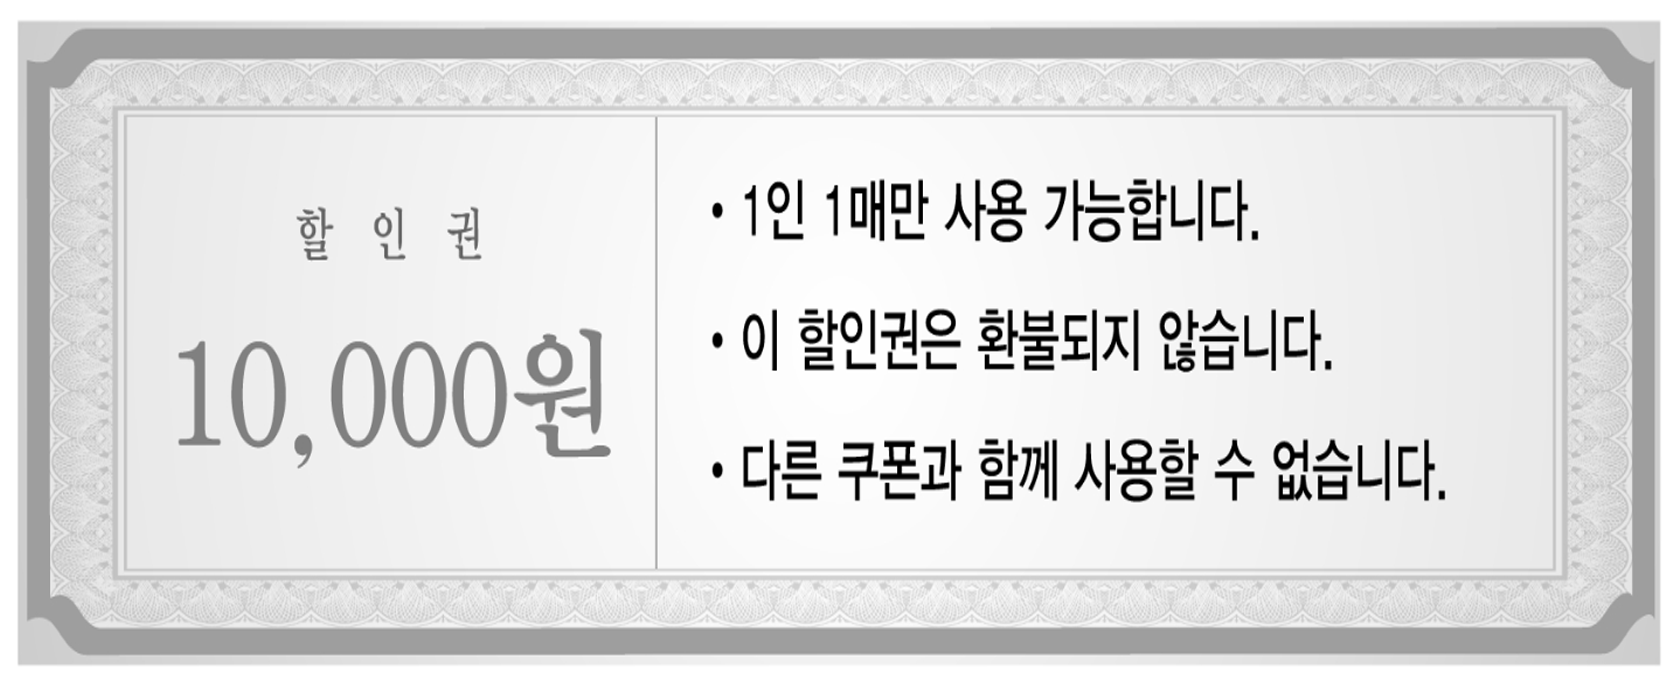 할 인 권
10,000원
• 1인 1매만 사용 가능합니다.
• 이 할인권은 환불되지 않습니다.
• 다른 쿠폰과 함께 사용할 수 없습니다.